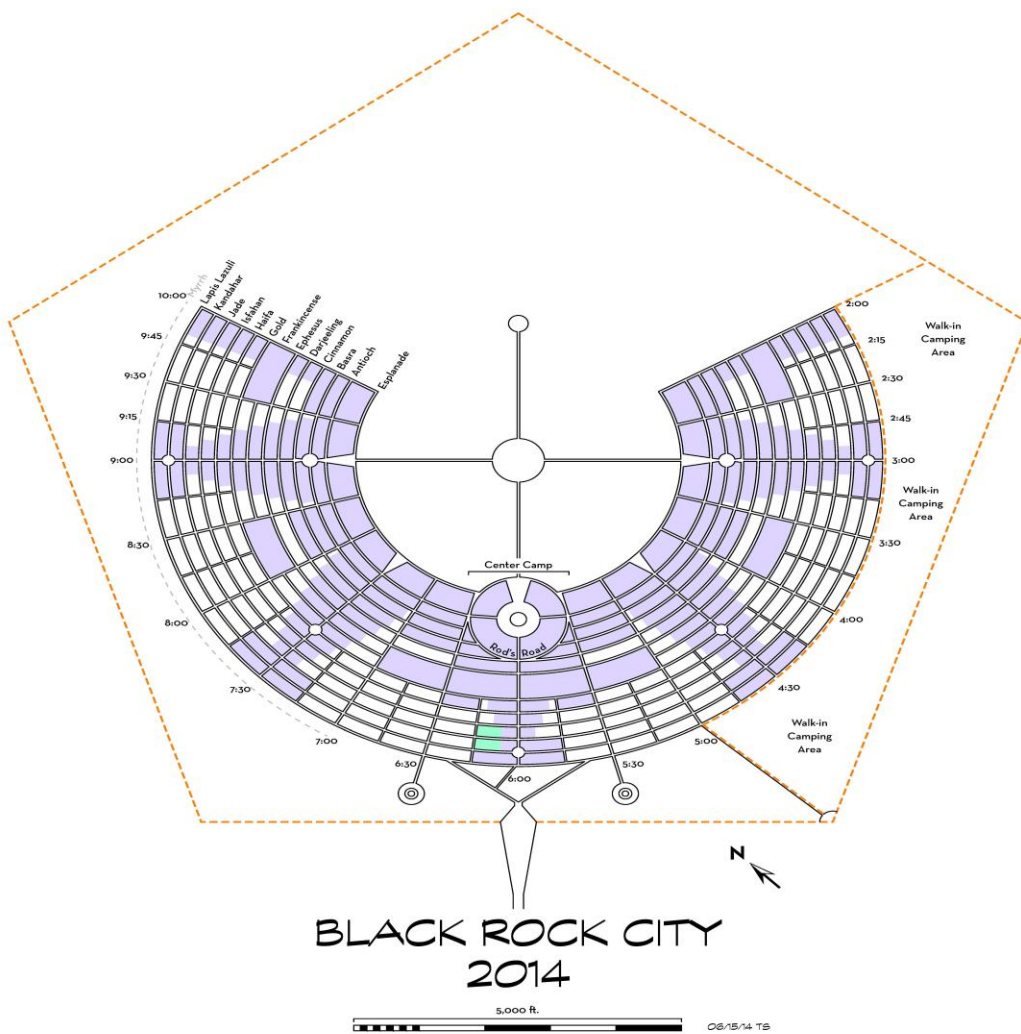 10:00
Myrrh
Lapis Lazuli
Kandahar
Jade
Isfahan
Haifa
Gold
Frankincense
Ephesus
Darjeeling
Cinnamon
Basra
Antioch
Esplanade
9:45
9:30
9:15
9:00
8:30
8:00
7:30
7:00
6:30
6:00
5:30
5:00
4:30
4:00
3:30
3:00
2:45
2:30
2:15
2:00
Walk-in
Camping
Area
Walk-in
Camping
Area
Walk-in
Camping
Area
Center Camp
Rod's Road
N
BLACK ROCK CITY
2014
5,000 ft.
08/15/14 TS